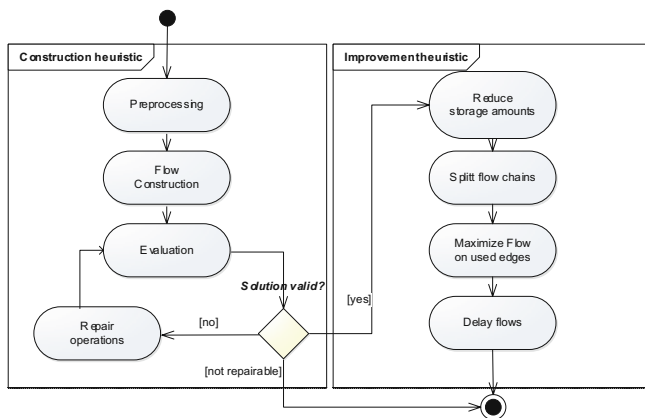 Construction heuristic
Preprocessing
Flow
Construction
Evaluation
Solution valid?
[no]
Repair
operations
[not repairable]
[yes]
Improvementheuristic
Reduce
storage amounts
Splitt flow chains
Maximize Flow
on used edges
Delay flows